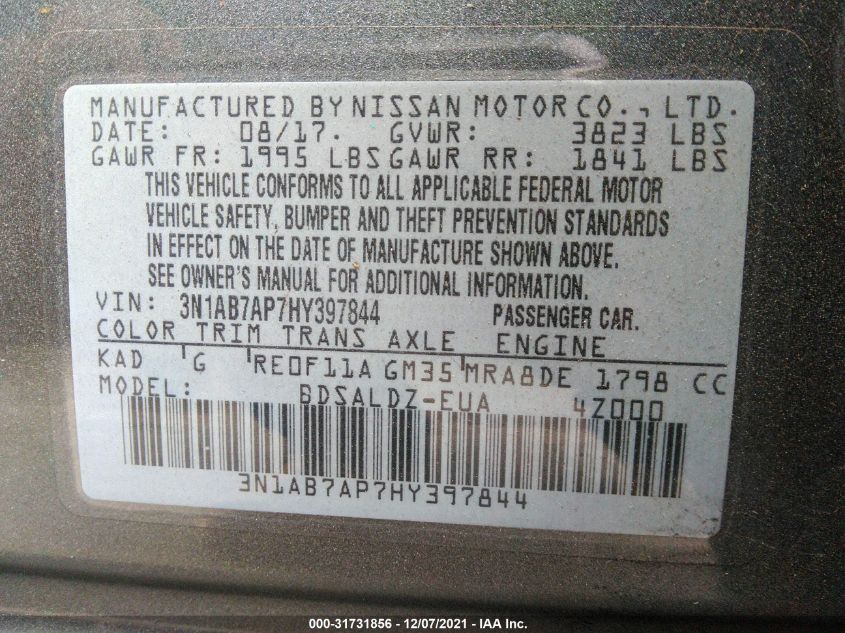 MANUFACTURED BY NISSAN MOTOR CO., LTD.
DATE: 08/17. GVWR: 3823 LBS
GAWR FR: 1995 LBS GAWR RR: 1841 LBS
THIS VEHICLE CONFORMS TO ALL APPLICABLE FEDERAL MOTOR
VEHICLE SAFETY, BUMPER AND THEFT PREVENTION STANDARDS
IN EFFECT ON THE DATE OF MANUFACTURE SHOWN ABOVE.
SEE OWNER'S MANUAL FOR ADDITIONAL INFORMATION.
VIN: 3N1AB7AP7HY397844 PASSENGER CAR.
COLOR TRIM TRANS AXLE ENGINE
KAD G RE0F11A GM35 MRA8DE 1798 CC
MODEL: BDSALDZ-EUA 4Z000
3N1AB7AP7HY397844
000-31731856 - 12/07/2021 - IAA Inc.